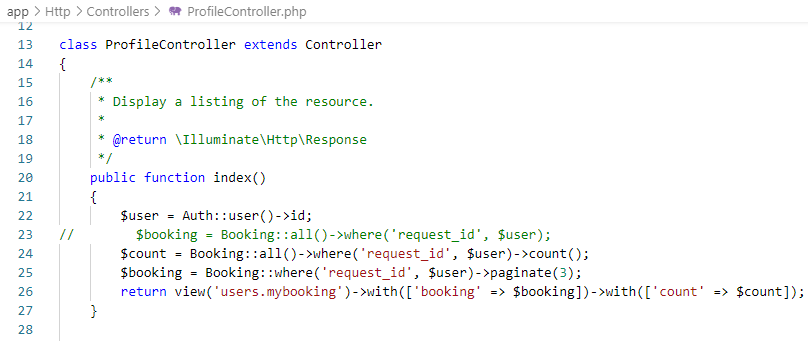 app > Http > Controllers > ProfileController.php
12
13 class ProfileController extends Controller
14 {
15     /**
16      * Display a listing of the resource.
17      *
18      * @return \Illuminate\Http\Response
19      */
20     public function index()
21     {
22         $user = Auth::user()->id;
23 //        $booking = Booking::all()->where('request_id', $user);
24         $count = Booking::all()->where('request_id', $user)->count();
25         $booking = Booking::where('request_id', $user)->paginate(3);
26         return view('users.mybooking')->with(['booking' => $booking])->with(['count' => $count]);
27     }
28